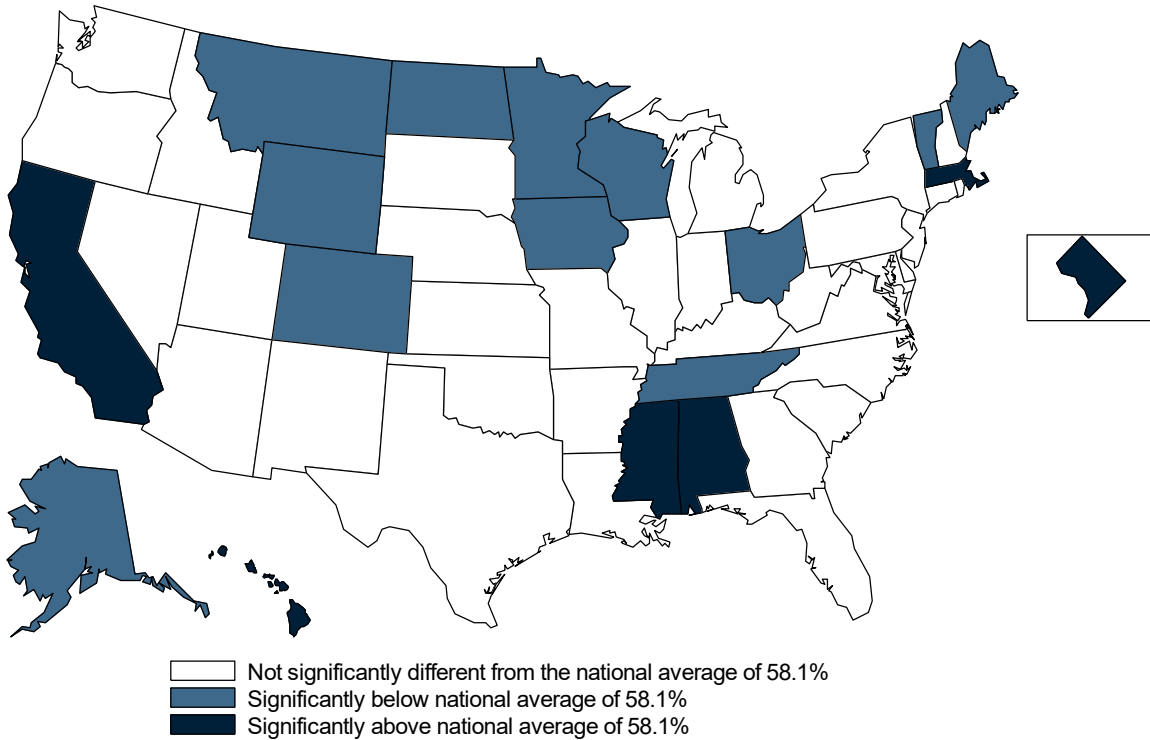 Not significantly different from the national average of 58.1%
Significantly below national average of 58.1%
Significantly above national average of 58.1%